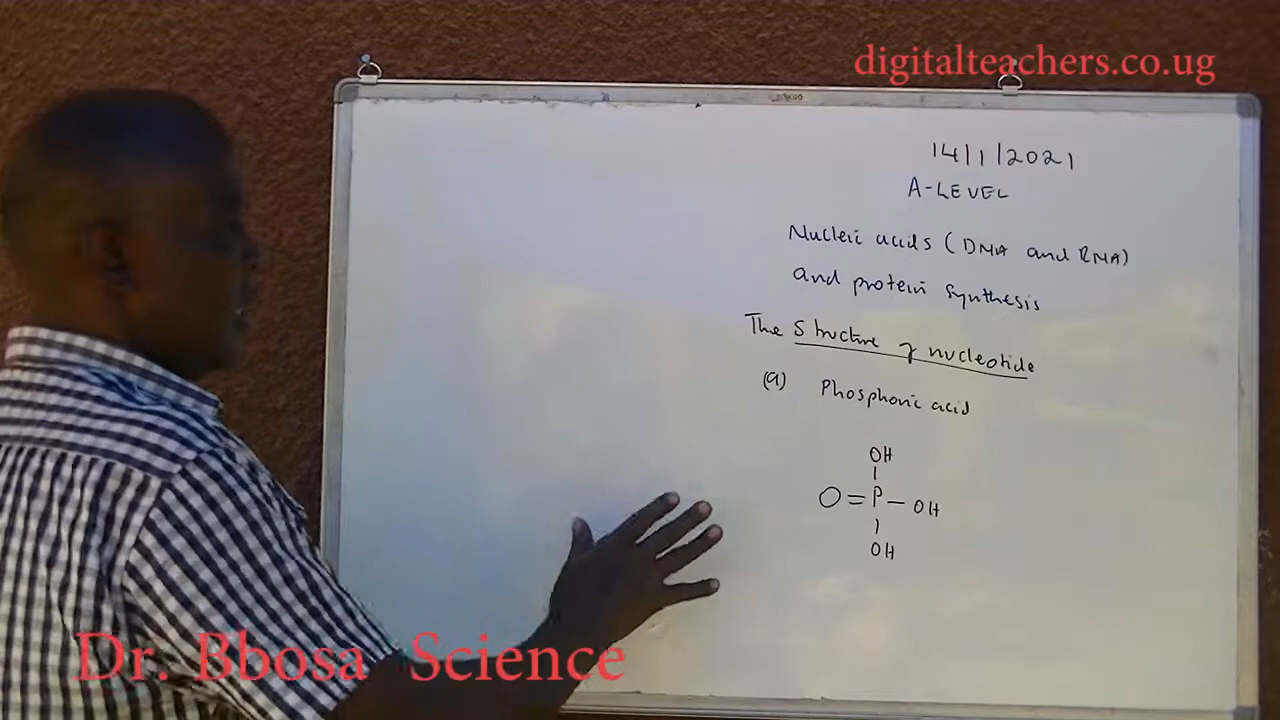 digitalteachers.co.ug
14/1/2021
A-LEVEL
Nucleic acids (DNA and RNA)
and protein synthesis
The Structure of nucleotide
(a) Phosphoric acid
OH
O=P-OH
OH
Dr. Bbosa Science